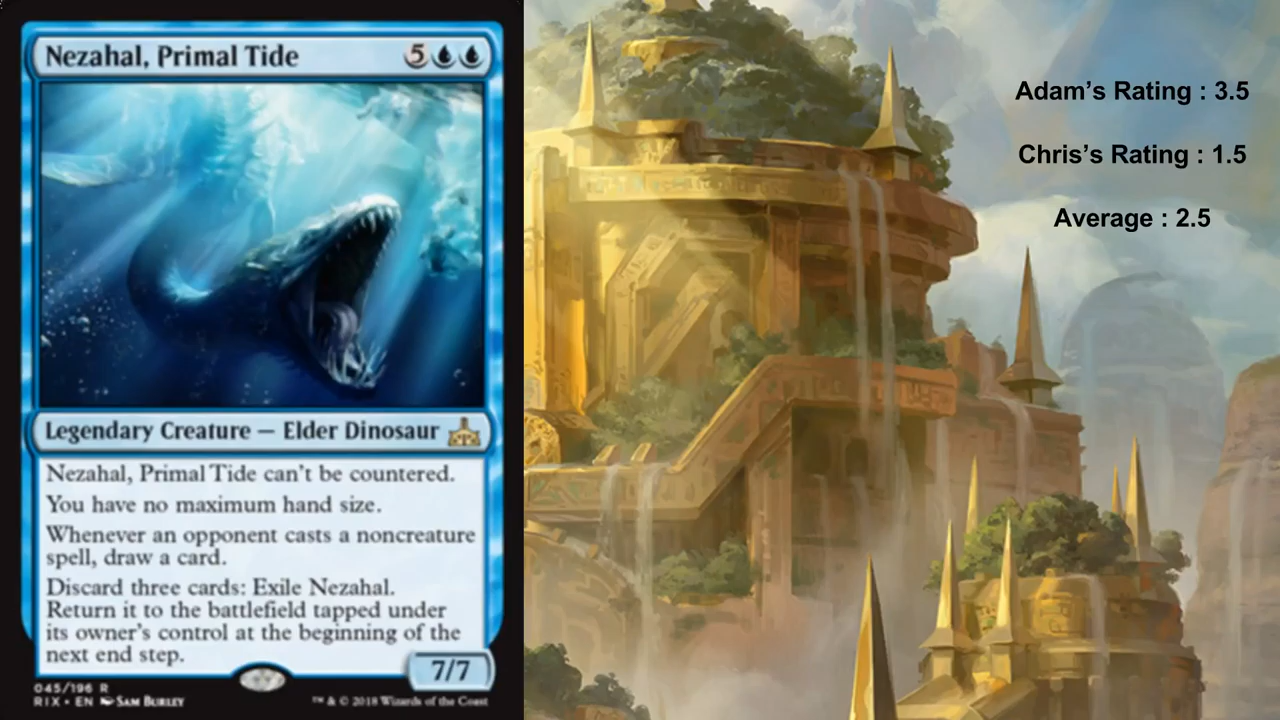 Nezahal, Primal Tide 5
Legendary Creature — Elder Dinosaur
Nezahal, Primal Tide can't be countered.
You have no maximum hand size.
Whenever an opponent casts a noncreature
spell, draw a card.
Discard three cards: Exile Nezahal.
Return it to the battlefield tapped under
its owner's control at the beginning of the
next end step.
7/7
045/196 R
RIX • EN SAM BURLEY
™ & © 2018 Wizards of the Coast
Adam's Rating : 3.5
Chris's Rating : 1.5
Average : 2.5